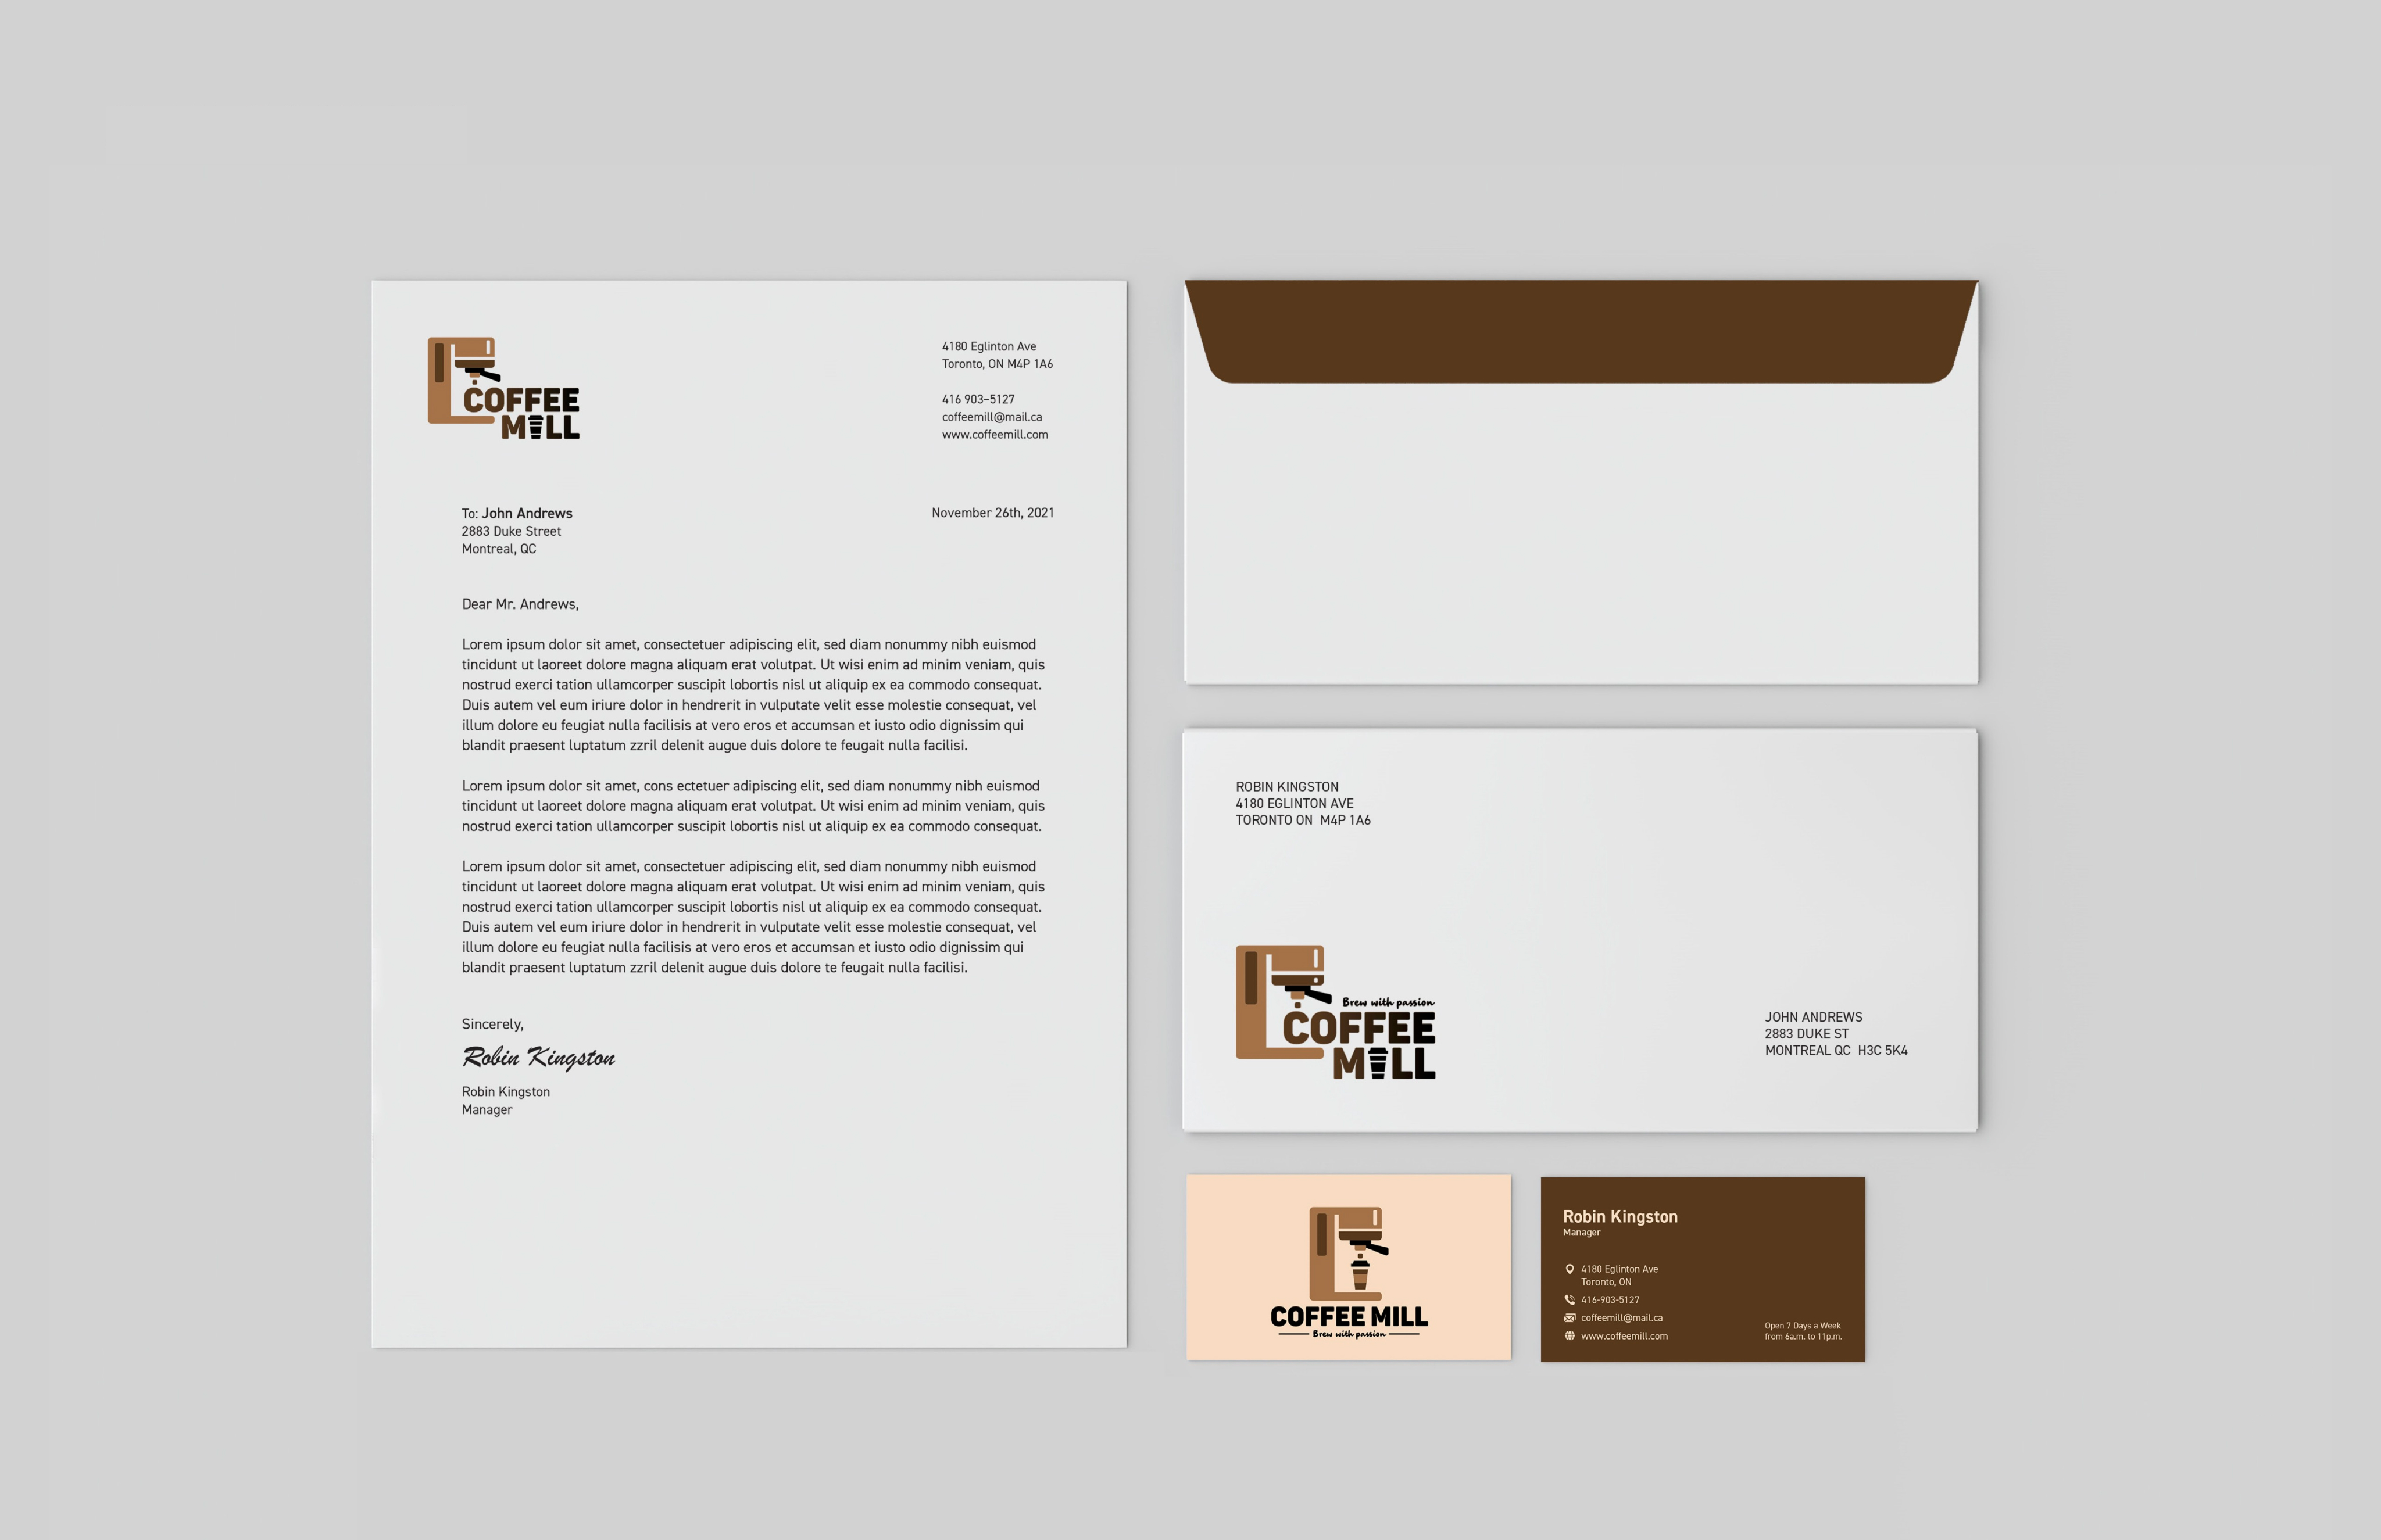 COFFEE
MILL
4180 Eglinton Ave
Toronto, ON M4P 1A6
416 903-5127
coffeemill@mail.ca
www.coffeemill.com
To: John Andrews
2883 Duke Street
Montreal, QC
November 26th, 2021
Dear Mr. Andrews,
Lorem ipsum dolor sit amet, consectetuer adipiscing elit, sed diam nonummy nibh euismod
tincidunt ut laoreet dolore magna aliquam erat volutpat. Ut wisi enim ad minim veniam, quis
nostrud exerci tation ullamcorper suscipit lobortis nisl ut aliquip ex ea commodo consequat.
Duis autem vel eum iriure dolor in hendrerit in vulputate velit esse molestie consequat, vel
illum dolore eu feugiat nulla facilisis at vero eros et accumsan et iusto odio dignissim qui
blandit praesent luptatum zzril delenit augue duis dolore te feugait nulla facilisi.
Lorem ipsum dolor sit amet, cons ectetuer adipiscing elit, sed diam nonummy nibh euismod
tincidunt ut laoreet dolore magna aliquam erat volutpat. Ut wisi enim ad minim veniam, quis
nostrud exerci tation ullamcorper suscipit lobortis nisl ut aliquip ex ea commodo consequat.
Lorem ipsum dolor sit amet, consectetuer adipiscing elit, sed diam nonummy nibh euismod
tincidunt ut laoreet dolore magna aliquam erat volutpat. Ut wisi enim ad minim veniam, quis
nostrud exerci tation ullamcorper suscipit lobortis nisl ut aliquip ex ea commodo consequat.
Duis autem vel eum iriure dolor in hendrerit in vulputate velit esse molestie consequat, vel
illum dolore eu feugiat nulla facilisis at vero eros et accumsan et iusto odio dignissim qui
blandit praesent luptatum zzril delenit augue duis dolore te feugait nulla facilisi.
Sincerely,
Robin Kingston
Robin Kingston
Manager
ROBIN KINGSTON
4180 EGLINTON AVE
TORONTO ON  M4P 1A6
Brew with passion
COFFEE
MILL
JOHN ANDREWS
2883 DUKE ST
MONTREAL QC  H3C 5K4
COFFEE MILL
Brew with passion
Robin Kingston
Manager
4180 Eglinton Ave
Toronto, ON
416-903-5127
coffeemill@mail.ca
www.coffeemill.com
Open 7 Days a Week
from 6a.m. to 11p.m.